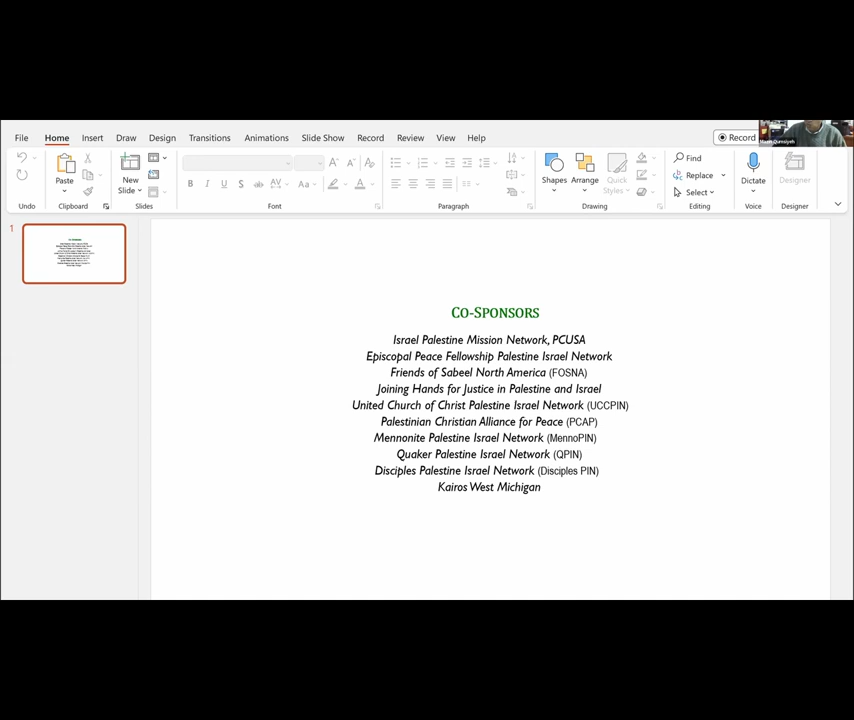 File Home Insert Draw Design Transitions Animations Slide Show Record Review View Help Record
Mazin Qumsiyeh
Paste
New
Slide
Shapes Arrange Quick
Styles
Find
Replace
Select
Dictate
Designer
B I U S ab AV Aa A
Undo Clipboard Slides Font Paragraph Drawing Editing Voice Designer
1
CO-SPONSORS
Israel Palestine Mission Network, PCUSA
Episcopal Peace Fellowship Palestine Israel Network
Friends of Sabeel North America (FOSNA)
Joining Hands for Justice in Palestine and Israel
United Church of Christ Palestine Israel Network (UCCPIN)
Palestinian Christian Alliance for Peace (PCAP)
Mennonite Palestine Israel Network (MennoPIN)
Quaker Palestine Israel Network (QPIN)
Disciples Palestine Israel Network (Disciples PIN)
Kairos West Michigan